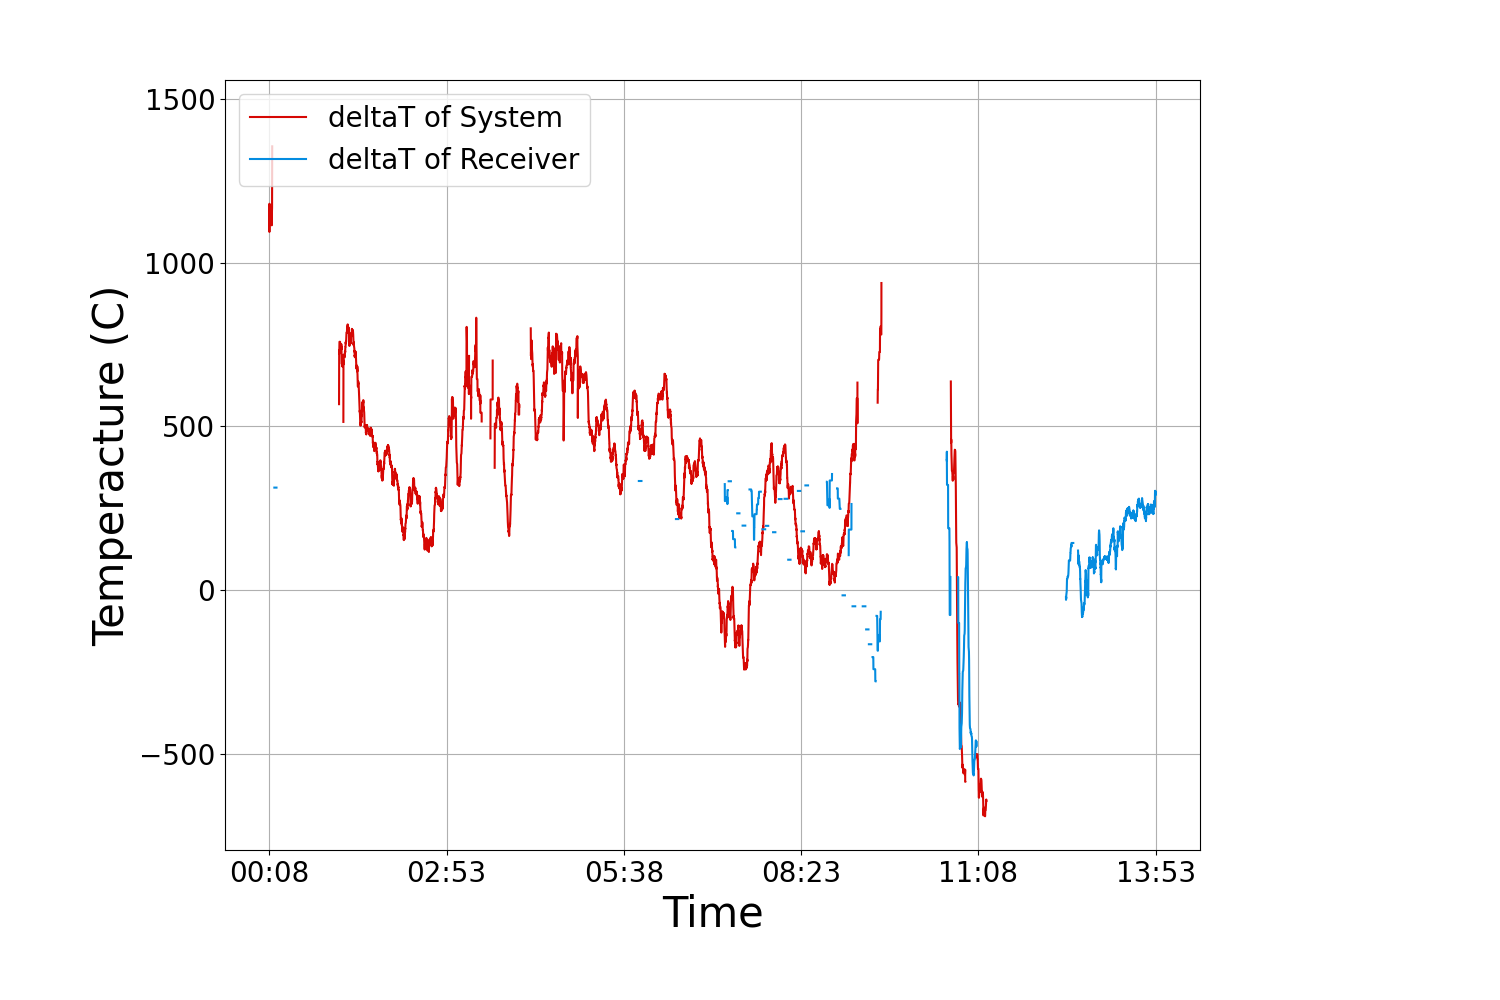 1500
1000
500
0
−500
Temperacture (C)
deltaT of System
deltaT of Receiver
00:08 02:53 05:38 08:23 11:08 13:53
Time